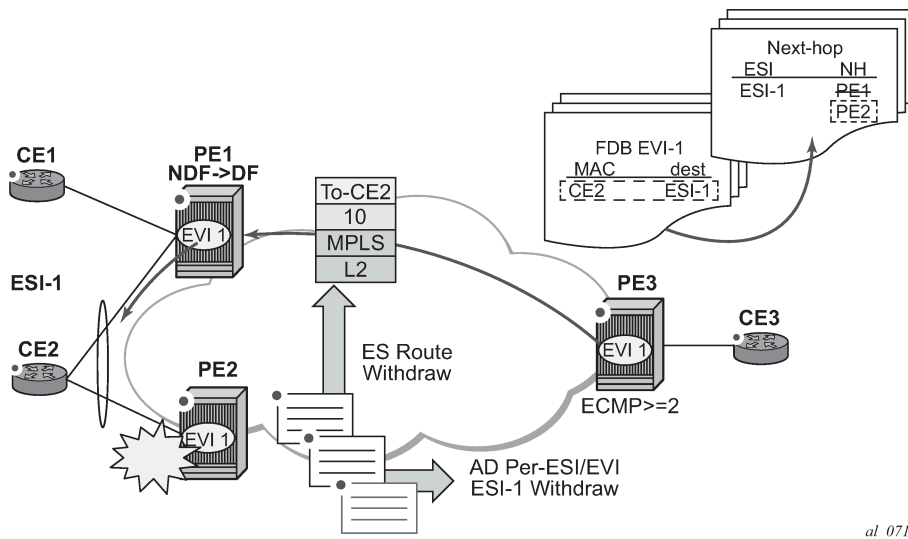 Next-hop
ESI NH
ESI-1 PE1
PE2
FDB EVI-1
MAC dest
CE2 ESI-1
CE1
PE1
NDF->DF
To-CE2
10
MPLS
L2
EVI 1
ESI-1
PE3
CE3
CE2
EVI 1
ES Route
Withdraw
PE2
ECMP>=2
EVI 1
AD Per-ESI/EVI
ESI-1 Withdraw
al_071